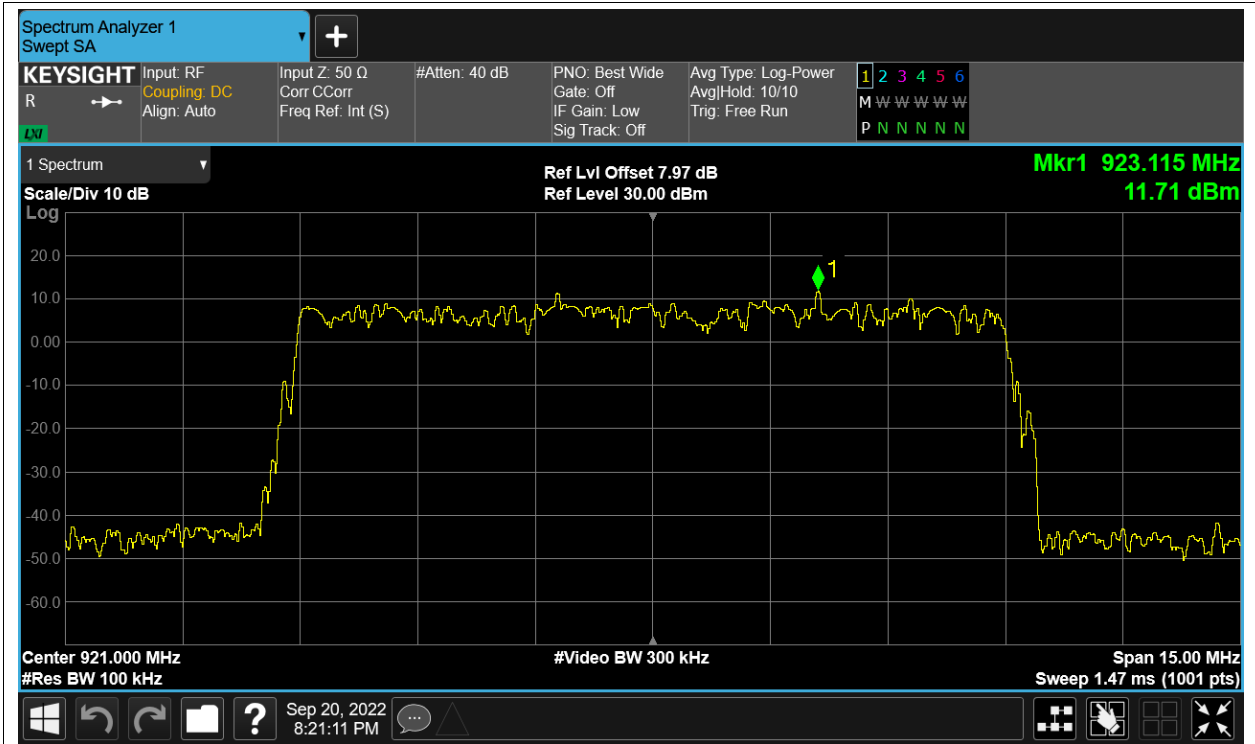 Spectrum Analyzer 1
Swept SA
KEYSIGHT
R
LXI
Input: RF
Coupling: DC
Align: Auto
Input Z: 50 Ω
Corr CCorr
Freq Ref: Int (S)
#Atten: 40 dB
PNO: Best Wide
Gate: Off
IF Gain: Low
Sig Track: Off
Avg Type: Log-Power
Avg|Hold: 10/10
Trig: Free Run
1 2 3 4 5 6
M W W W W W
P N N N N N
1 Spectrum
Scale/Div 10 dB
Log
Ref Lvl Offset 7.97 dB
Ref Level 30.00 dBm
Mkr1 923.115 MHz
11.71 dBm
20.0
10.0
0.00
-10.0
-20.0
-30.0
-40.0
-50.0
-60.0
1
Center 921.000 MHz
#Res BW 100 kHz
#Video BW 300 kHz
Span 15.00 MHz
Sweep 1.47 ms (1001 pts)
?
Sep 20, 2022
8:21:11 PM